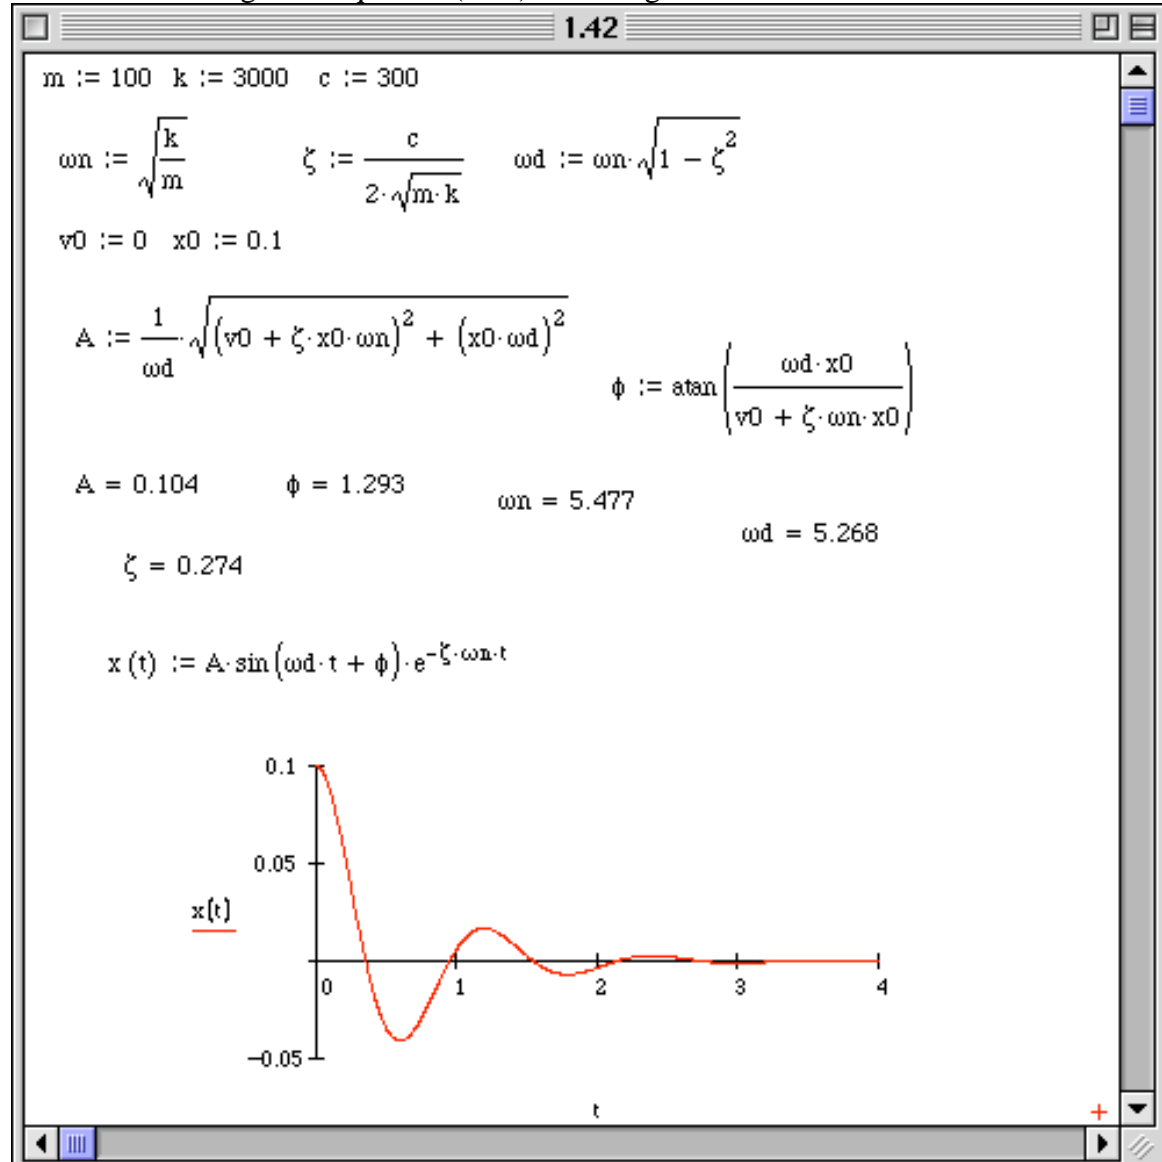 1.42
m := 100 k := 3000 c := 300
ωn := √(k/m) ζ := c/(2·√(m·k)) ωd := ωn·√(1 − ζ²)
v0 := 0 x0 := 0.1
A := 1/ωd·√((v0 + ζ·x0·ωn)² + (x0·ωd)²)
ϕ := atan(ωd·x0/(v0 + ζ·ωn·x0))
A = 0.104 ϕ = 1.293 ωn = 5.477
ωd = 5.268
ζ = 0.274
x (t) := A·sin(ωd·t + ϕ)·e^(−ζ·ωn·t)
0.1
0.05
x(t)
0 1 2 3 4
−0.05
t